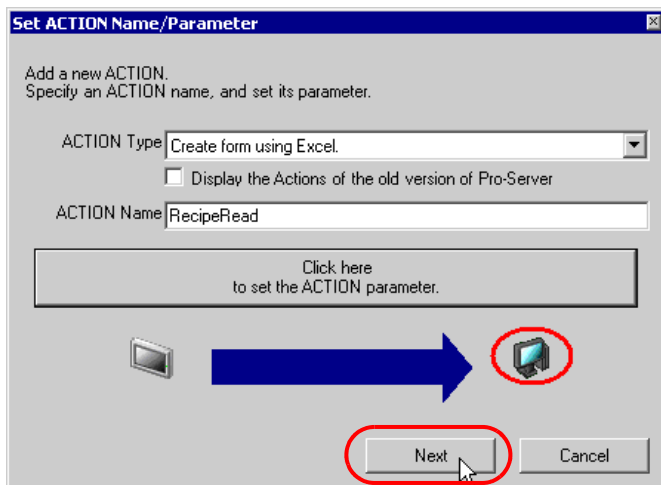 Set ACTION Name/Parameter
Add a new ACTION.
Specify an ACTION name, and set its parameter.
ACTION Type Create form using Excel.
Display the Actions of the old version of Pro-Server
ACTION Name RecipeRead
Click here
to set the ACTION parameter.
Next Cancel